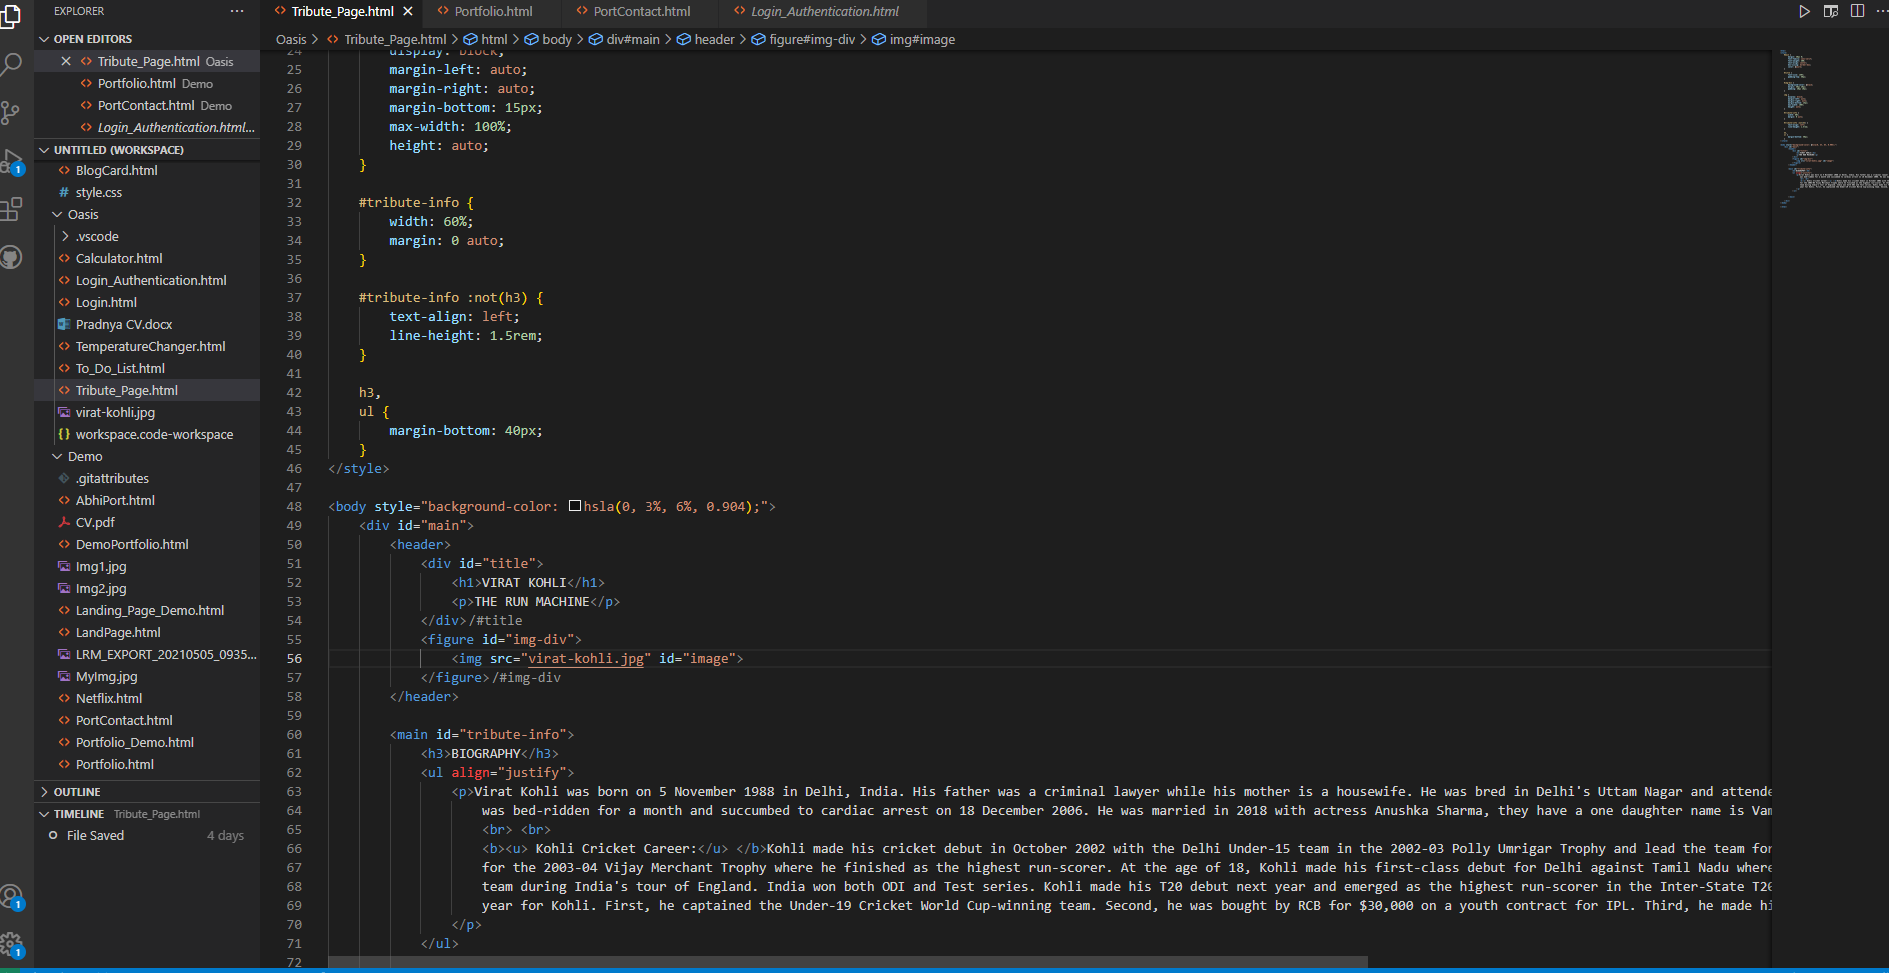 EXPLORER ···
OPEN EDITORS
Tribute_Page.html Oasis
Portfolio.html Demo
PortContact.html Demo
Login_Authentication.html...
UNTITLED (WORKSPACE)
BlogCard.html
# style.css
Oasis
.vscode
Calculator.html
Login_Authentication.html
Login.html
Pradnya CV.docx
TemperatureChanger.html
To_Do_List.html
Tribute_Page.html
virat-kohli.jpg
{} workspace.code-workspace
Demo
.gitattributes
AbhiPort.html
CV.pdf
DemoPortfolio.html
Img1.jpg
Img2.jpg
Landing_Page_Demo.html
LandPage.html
LRM_EXPORT_20210505_0935...
MyImg.jpg
Netflix.html
PortContact.html
Portfolio_Demo.html
Portfolio.html
OUTLINE
TIMELINE Tribute_Page.html
File Saved 4 days
1
1
1
Tribute_Page.html Portfolio.html PortContact.html Login_Authentication.html
Oasis > Tribute_Page.html > html > body > div#main > header > figure#img-div > img#image
24 display: block;
25 margin-left: auto;
26 margin-right: auto;
27 margin-bottom: 15px;
28 max-width: 100%;
29 height: auto;
30 }
31
32 #tribute-info {
33 width: 60%;
34 margin: 0 auto;
35 }
36
37 #tribute-info :not(h3) {
38 text-align: left;
39 line-height: 1.5rem;
40 }
41
42 h3,
43 ul {
44 margin-bottom: 40px;
45 }
46 </style>
47
48 <body style="background-color: hsla(0, 3%, 6%, 0.904);">
49 <div id="main">
50 <header>
51 <div id="title">
52 <h1>VIRAT KOHLI</h1>
53 <p>THE RUN MACHINE</p>
54 </div>/#title
55 <figure id="img-div">
56 <img src="virat-kohli.jpg" id="image">
57 </figure>/#img-div
58 </header>
59
60 <main id="tribute-info">
61 <h3>BIOGRAPHY</h3>
62 <ul align="justify">
63 <p>Virat Kohli was born on 5 November 1988 in Delhi, India. His father was a criminal lawyer while his mother is a housewife. He was bred in Delhi's Uttam Nagar and attende
64 was bed-ridden for a month and succumbed to cardiac arrest on 18 December 2006. He was married in 2018 with actress Anushka Sharma, they have a one daughter name is Vam
65 <br> <br>
66 <b><u> Kohli Cricket Career:</u> </b>Kohli made his cricket debut in October 2002 with the Delhi Under-15 team in the 2002-03 Polly Umrigar Trophy and lead the team for
67 for the 2003-04 Vijay Merchant Trophy where he finished as the highest run-scorer. At the age of 18, Kohli made his first-class debut for Delhi against Tamil Nadu where
68 team during India's tour of England. India won both ODI and Test series. Kohli made his T20 debut next year and emerged as the highest run-scorer in the Inter-State T20
69 year for Kohli. First, he captained the Under-19 Cricket World Cup-winning team. Second, he was bought by RCB for $30,000 on a youth contract for IPL. Third, he made hi
70 </p>
71 </ul>
72